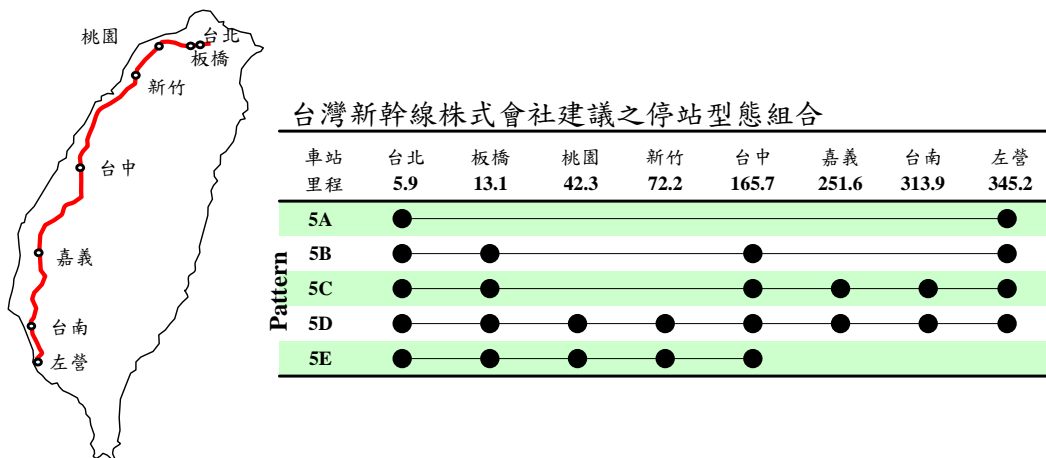 桃園
台北
板橋
新竹
台中
嘉義
台南
左營
台灣新幹線株式會社建議之停站型態組合
車站 台北 板橋 桃園 新竹 台中 嘉義 台南 左營
里程 5.9 13.1 42.3 72.2 165.7 251.6 313.9 345.2
Pattern
5A
5B
5C
5D
5E